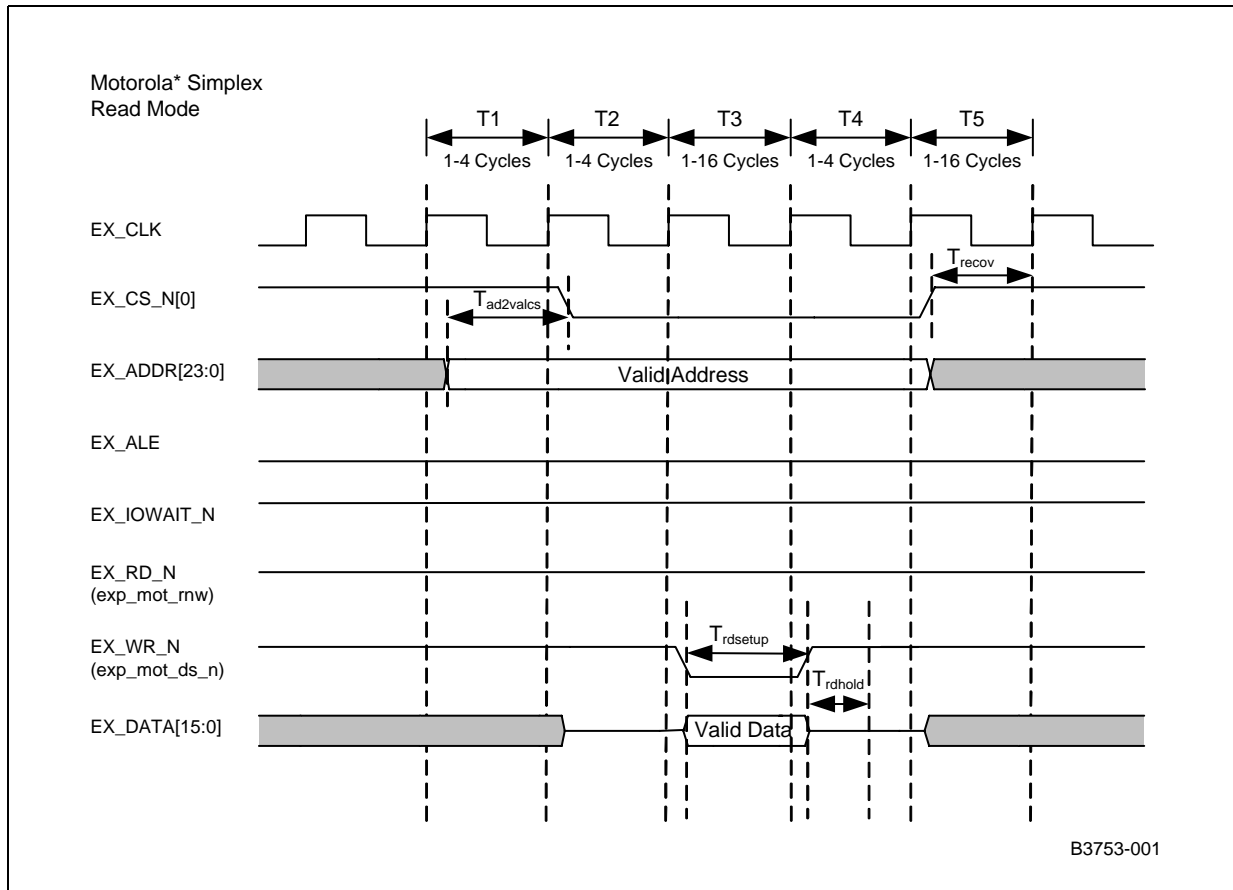 Motorola* Simplex
Read Mode
T1 T2 T3 T4 T5
1-4 Cycles 1-4 Cycles 1-16 Cycles 1-4 Cycles 1-16 Cycles
EX_CLK
Trecov
EX_CS_N[0]
Tad2valcs
EX_ADDR[23:0]
Valid Address
EX_ALE
EX_IOWAIT_N
EX_RD_N
(exp_mot_rnw)
EX_WR_N
(exp_mot_ds_n)
Trdsetup
Trdhold
EX_DATA[15:0]
Valid Data
B3753-001